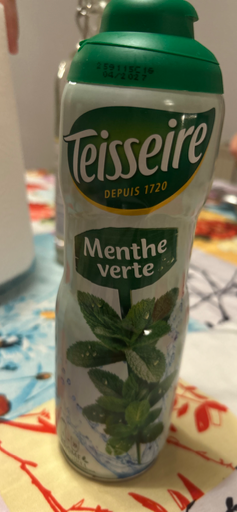 Teisseire
DEPUIS 1720
Menthe
verte